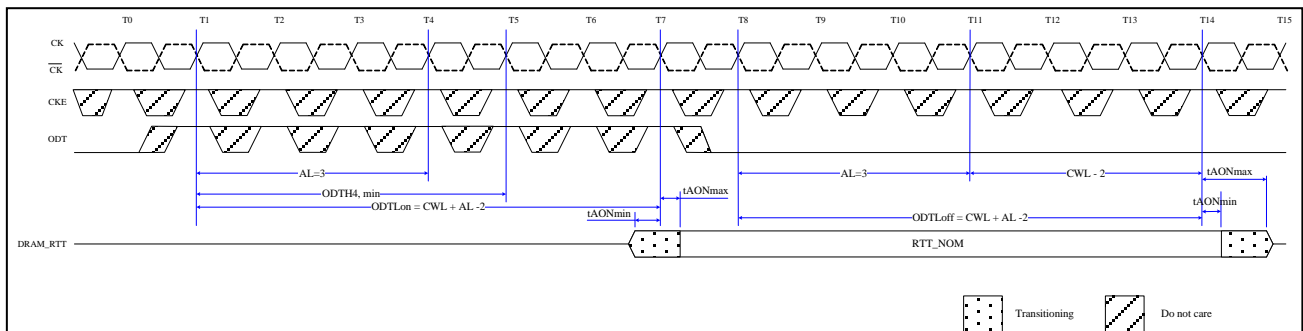 T0 T1 T2 T3 T4 T5 T6 T7 T8 T9 T10 T11 T12 T13 T14 T15
CK
CK
CKE
ODT
AL=3 AL=3 CWL - 2
tAONmax
ODTH4, min
tAONmax
ODTLon = CWL + AL -2
tAONmin
tAONmin
ODTLoff = CWL + AL -2
DRAM_RTT
RTT_NOM
Transitioning Do not care